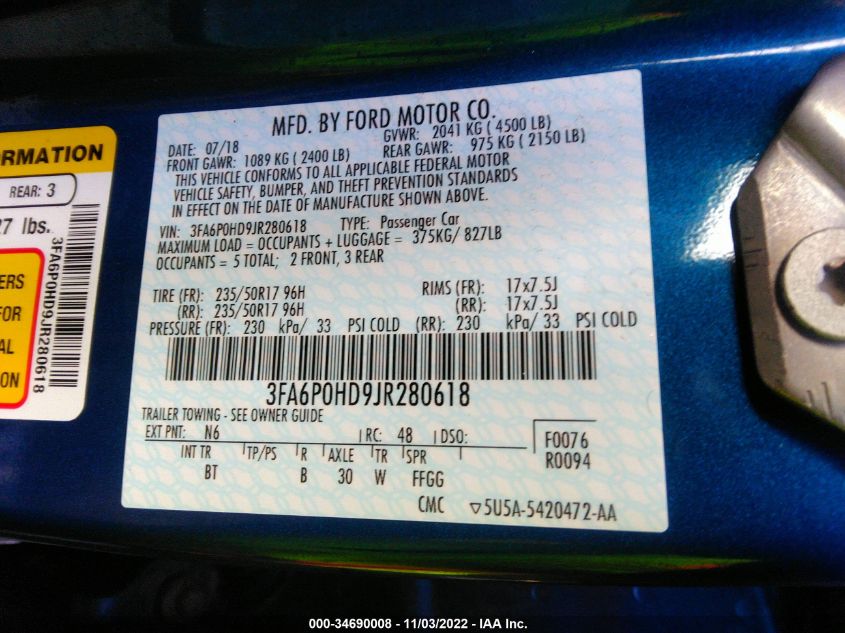 ORMATION
REAR: 3
27 lbs.
3FA6P0HD9JR280618
ERS
FOR
AL
ON
MFD. BY FORD MOTOR CO.
DATE: 07/18 GVWR: 2041 KG ( 4500 LB)
FRONT GAWR: 1089 KG ( 2400 LB) REAR GAWR: 975 KG ( 2150 LB)
THIS VEHICLE CONFORMS TO ALL APPLICABLE FEDERAL MOTOR
VEHICLE SAFETY, BUMPER, AND THEFT PREVENTION STANDARDS
IN EFFECT ON THE DATE OF MANUFACTURE SHOWN ABOVE.
VIN: 3FA6P0HD9JR280618 TYPE: Passenger Car
MAXIMUM LOAD = OCCUPANTS + LUGGAGE = 375KG/ 827LB
OCCUPANTS = 5 TOTAL; 2 FRONT, 3 REAR
TIRE (FR): 235/50R17 96H RIMS (FR): 17x7.5J
(RR): 235/50R17 96H (RR): 17x7.5J
PRESSURE (FR): 230 kPa/ 33 PSI COLD (RR): 230 kPa/ 33 PSI COLD
3FA6P0HD9JR280618
TRAILER TOWING - SEE OWNER GUIDE
EXT PNT: N6 RC: 48 DSO: F0076
INT TR TP/PS R AXLE TR SPR R0094
BT B 30 W FFGG
CMC ▽5U5A-5420472-AA
000-34690008 - 11/03/2022 - IAA Inc.